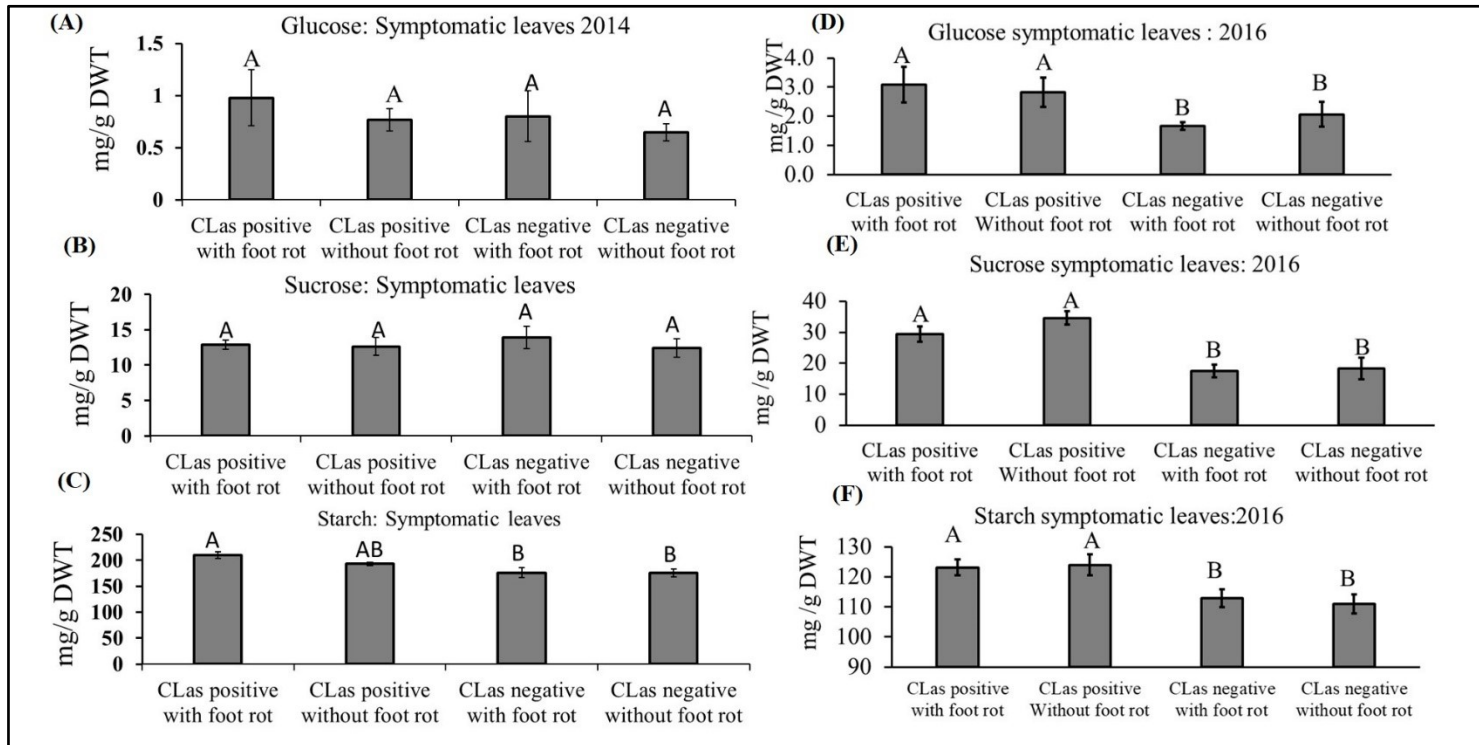 (A)
Glucose: Symptomatic leaves 2014
mg/g DWT
1.5
1
0.5
0
A
A
A
A
CLas positive with foot rot
CLas positive without foot rot
CLas negative with foot rot
CLas negative without foot rot
(B)
Sucrose: Symptomatic leaves
mg/g DWT
20
15
10
5
0
A
A
A
A
CLas positive with foot rot
CLas positive without foot rot
CLas negative with foot rot
CLas negative without foot rot
(C)
Starch: Symptomatic leaves
mg/g DWT
250
200
150
100
50
0
A
AB
B
B
CLas positive with foot rot
CLas positive without foot rot
CLas negative with foot rot
CLas negative without foot rot
(D)
Glucose symptomatic leaves : 2016
mg /g DWT
4.0
3.0
2.0
1.0
0.0
A
A
B
B
CLas positive with foot rot
CLas positive Without foot rot
CLas negative with foot rot
CLas negative without foot rot
(E)
Sucrose symptomatic leaves: 2016
mg /g DWT
40
30
20
10
0
A
A
B
B
CLas positive with foot rot
CLas positive Without foot rot
CLas negative with foot rot
CLas negative without foot rot
(F)
Starch symptomatic leaves:2016
mg /g DWT
130
120
110
100
90
A
A
B
B
CLas positive with foot rot
CLas positive Without foot rot
CLas negative with foot rot
CLas negative without foot rot